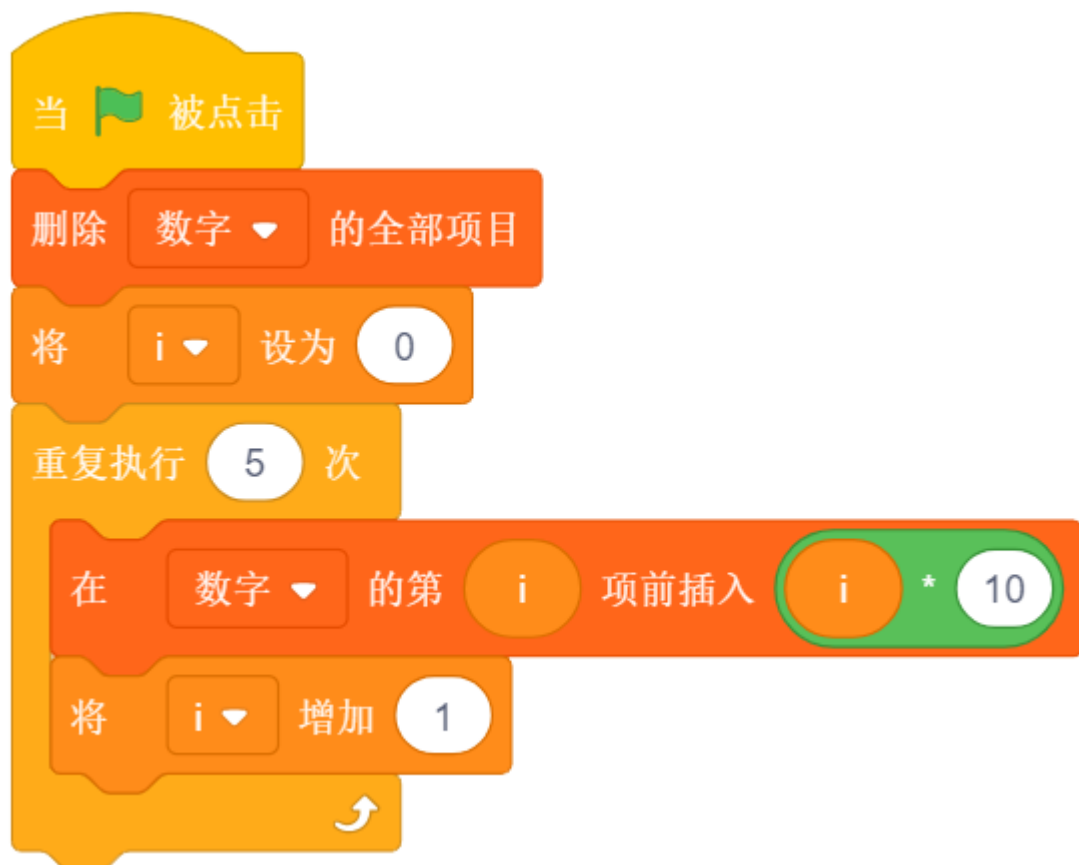 当 被点击
删除 数字 的全部项目
将 i 设为 0
重复执行 5 次
在 数字 的第 i 项前插入 i * 10
将 i 增加 1